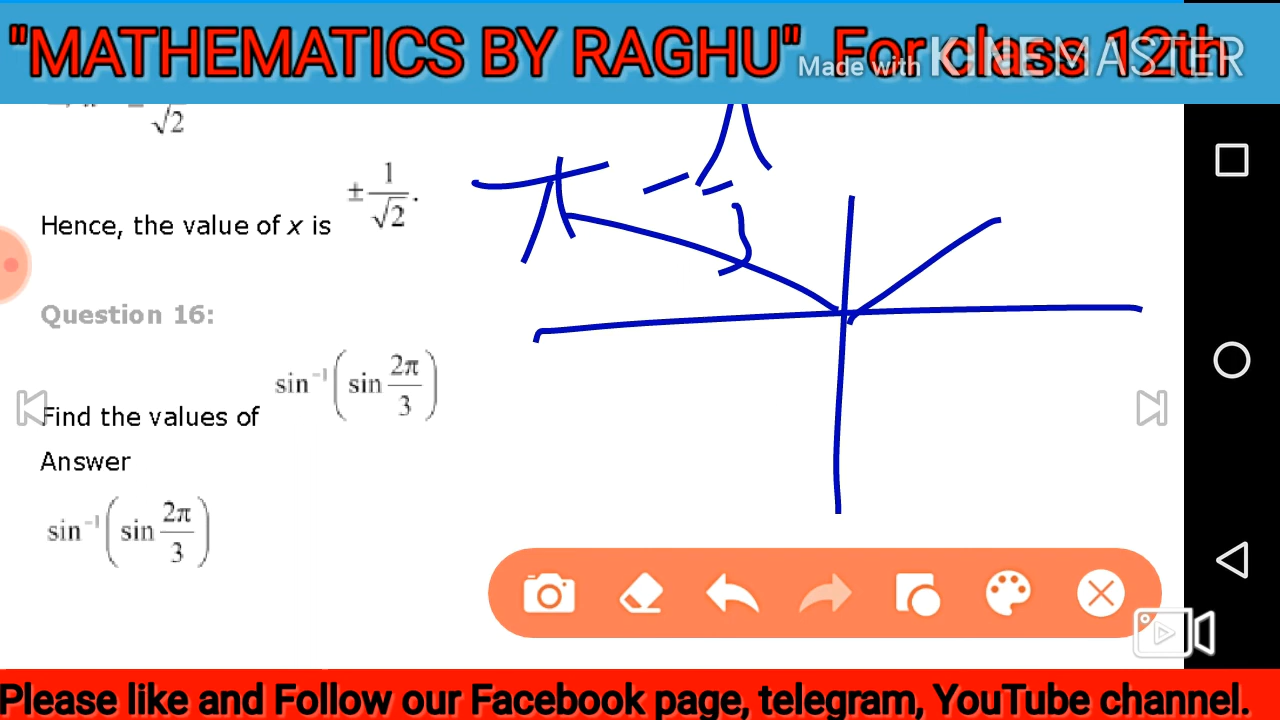 "MATHEMATICS BY RAGHU" For class 12th
Made with KINEMASTER
√2
Hence, the value of x is ± 1/√2.
π - π/3
Question 16:
Find the values of sin⁻¹(sin 2π/3)
Answer
sin⁻¹(sin 2π/3)
Please like and Follow our Facebook page, telegram, YouTube channel.